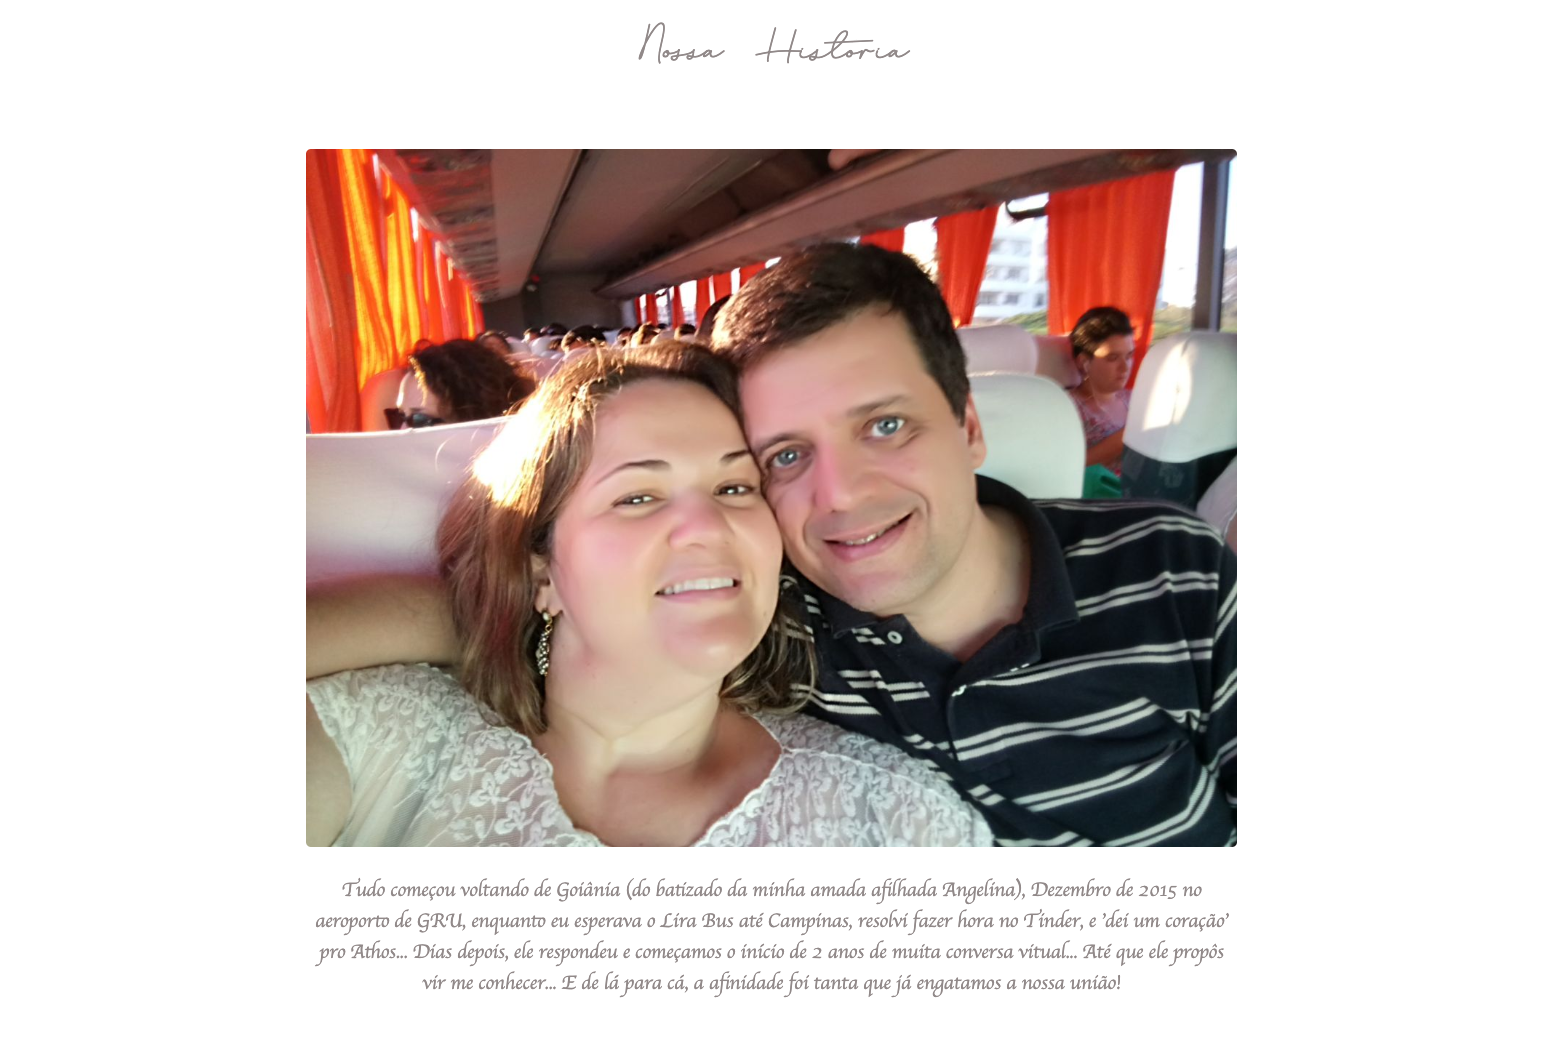 Nossa Historia
Tudo começou voltando de Goiânia (do batizado da minha amada afilhada Angelina), Dezembro de 2015 no
aeroporto de GRU, enquanto eu esperava o Lira Bus até Campinas, resolvi fazer hora no Tinder, e 'dei um coração'
pro Athos... Dias depois, ele respondeu e começamos o início de 2 anos de muita conversa vitual... Até que ele propôs
vir me conhecer... E de lá para cá, a afinidade foi tanta que já engatamos a nossa união!